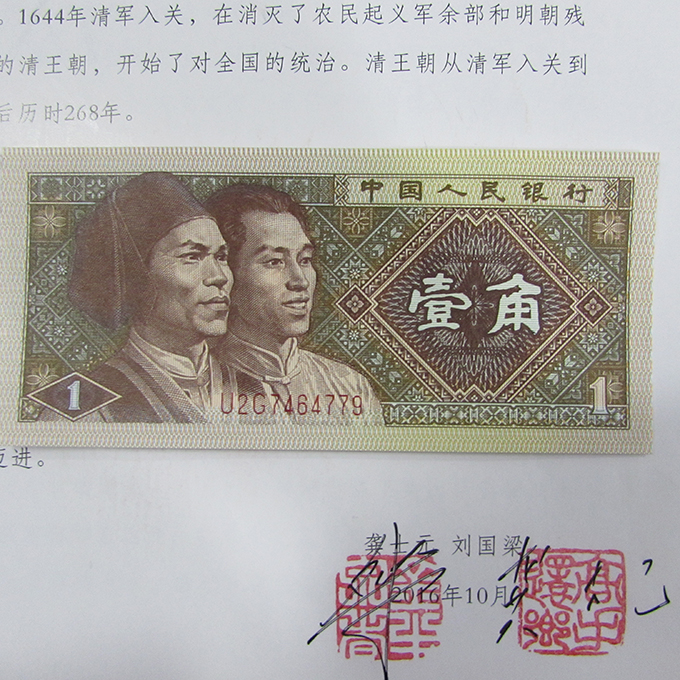 。1644年清军入关，在消灭了农民起义军余部和明朝残
的清王朝，开始了对全国的统治。清王朝从清军入关到
后历时268年。
中国人民银行
壹角
1
U2G7464779
1
迈进。
龚士元 刘国梁
2016年10月